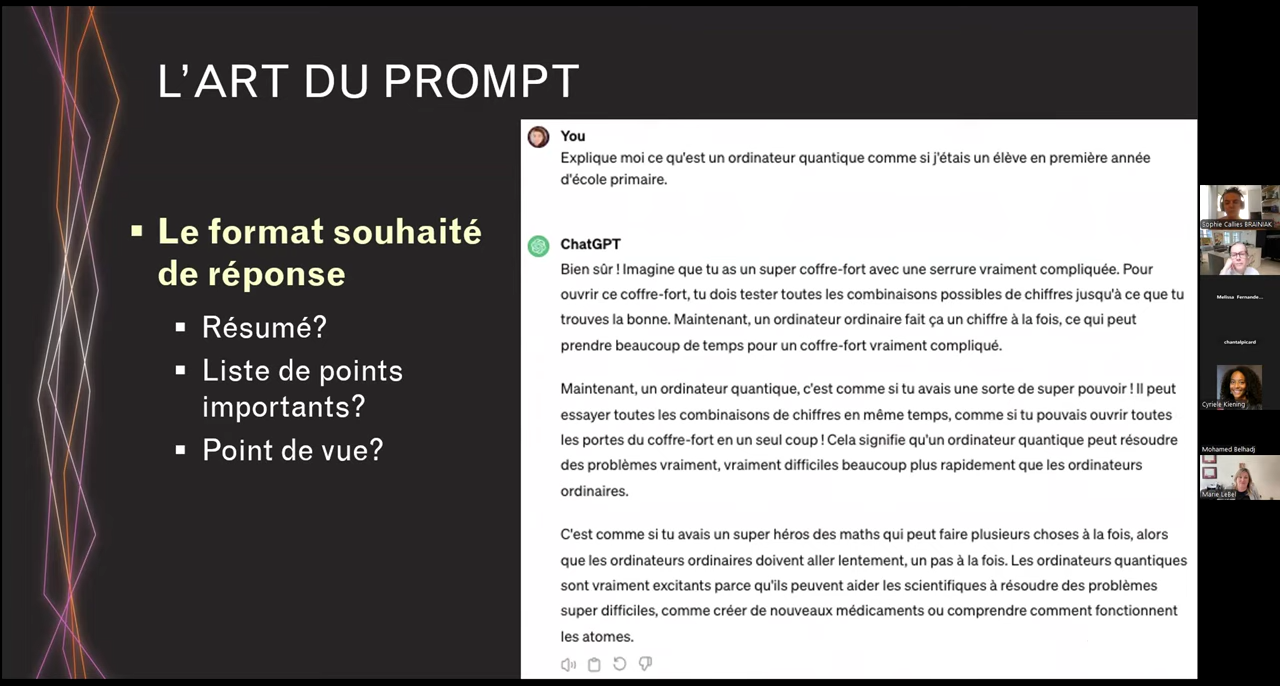 L'ART DU PROMPT
▪ Le format souhaité
de réponse
▪ Résumé?
▪ Liste de points
importants?
▪ Point de vue?
You
Explique moi ce qu'est un ordinateur quantique comme si j'étais un élève en première année
d'école primaire.
ChatGPT
Bien sûr ! Imagine que tu as un super coffre-fort avec une serrure vraiment compliquée. Pour
ouvrir ce coffre-fort, tu dois tester toutes les combinaisons possibles de chiffres jusqu'à ce que tu
trouves la bonne. Maintenant, un ordinateur ordinaire fait ça un chiffre à la fois, ce qui peut
prendre beaucoup de temps pour un coffre-fort vraiment compliqué.
Maintenant, un ordinateur quantique, c'est comme si tu avais une sorte de super pouvoir ! Il peut
essayer toutes les combinaisons de chiffres en même temps, comme si tu pouvais ouvrir toutes
les portes du coffre-fort en un seul coup ! Cela signifie qu'un ordinateur quantique peut résoudre
des problèmes vraiment, vraiment difficiles beaucoup plus rapidement que les ordinateurs
ordinaires.
C'est comme si tu avais un super héros des maths qui peut faire plusieurs choses à la fois, alors
que les ordinateurs ordinaires doivent aller lentement, un pas à la fois. Les ordinateurs quantiques
sont vraiment excitants parce qu'ils peuvent aider les scientifiques à résoudre des problèmes
super difficiles, comme créer de nouveaux médicaments ou comprendre comment fonctionnent
les atomes.
Sophie Callies BRAINIAK
Melissa Fernande...
chantalpicard
Cyriele Kiening
Mohamed Belhadj
Marie LeBel